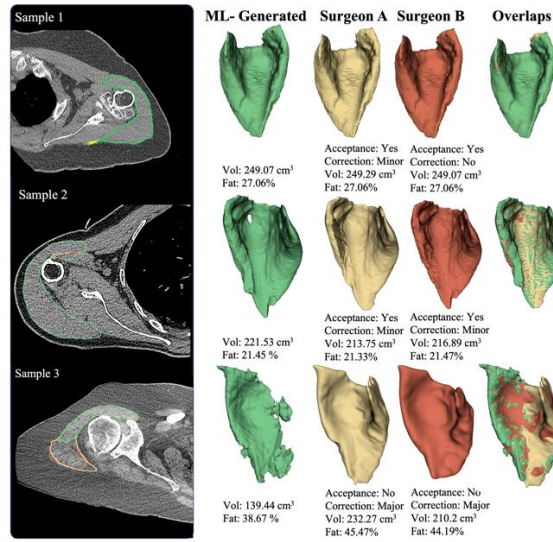 ML- Generated
Surgeon A
Surgeon B
Overlaps
Sample 1
Vol: 249.07 cm³
Fat: 27.06%
Acceptance: Yes
Correction: Minor
Vol: 249.29 cm³
Fat: 27.06%
Acceptance: Yes
Correction: No
Vol: 249.07 cm³
Fat: 27.06%
Sample 2
Vol: 221.53 cm³
Fat: 21.45 %
Acceptance: Yes
Correction: Minor
Vol: 213.75 cm³
Fat: 21.33%
Acceptance: Yes
Correction: Minor
Vol: 216.89 cm³
Fat: 21.47%
Sample 3
Vol: 139.44 cm³
Fat: 38.67 %
Acceptance: No
Correction: Major
Vol: 232.27 cm³
Fat: 45.47%
Acceptance: No
Correction: Major
Vol: 210.2 cm³
Fat: 44.19%